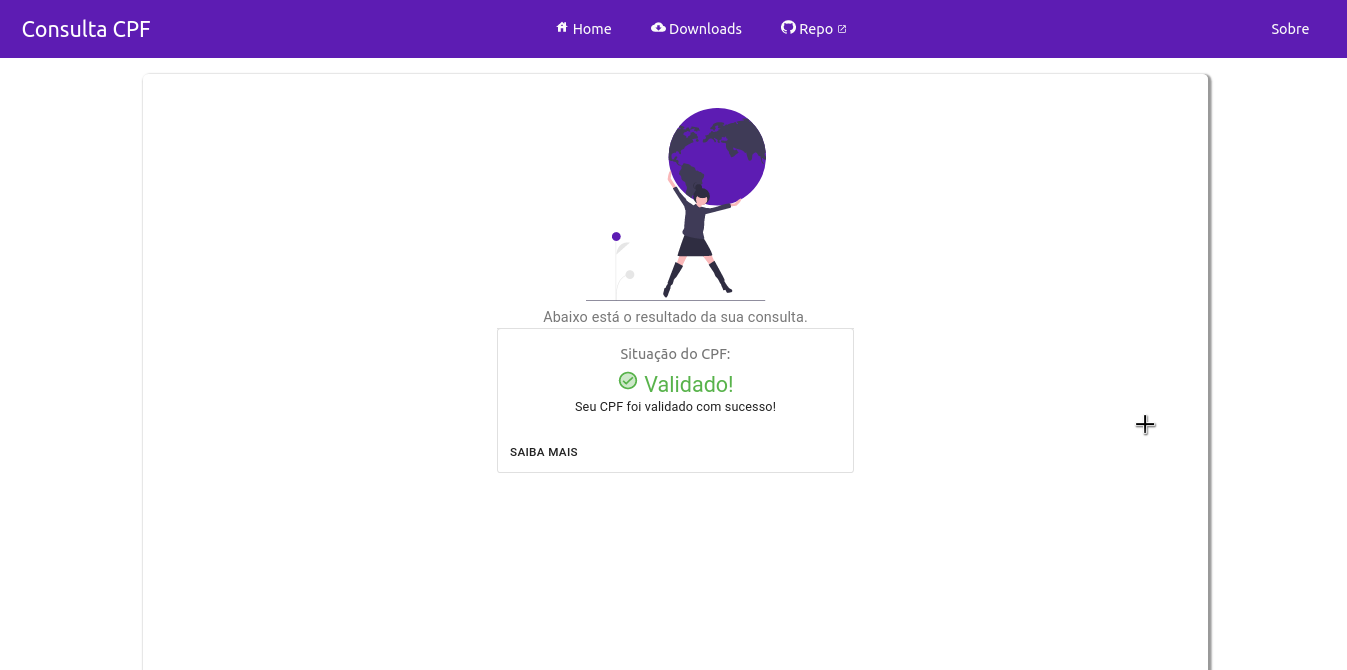 Consulta CPF
Home
Downloads
Repo
Sobre
Abaixo está o resultado da sua consulta.
Situação do CPF:
Validado!
Seu CPF foi validado com sucesso!
SAIBA MAIS